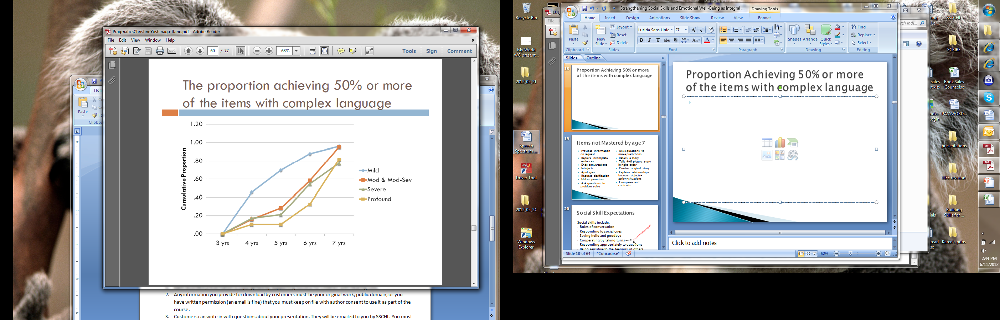 PragmaticsChristineYoshinaga-Itano.pdf - Adobe Reader
File Edit View Window Help
60 / 77
68%
Tools Sign Comment
The proportion achieving 50% or more
of the items with complex language
Cumulative Proportion
1.20
1.00
.80
.60
.40
.20
.00
3 yrs 4 yrs 5 yrs 6 yrs 7 yrs
Mild
Mod & Mod-Sev
Severe
Profound
Paste
2. Any information you provide for download by customers must be your original work, public domain, or you
have written permission (an email is fine) that you must keep on file with author consent to use it as part of the
course.
3. Customers can write in with questions about your presentation. They will be emailed to you by SSCHL. You must
Recycle Bin
My World
WG present...
2012_05_21
Speech
Spectrum ...
Driver Tool
2012_05_24
Windows
Explorer
Strengthening Social Skills and Emotional Well-Being as Integral ... Drawing Tools
Home Insert Design Animations Slide Show Review View Format
Paste
Clipboard
New
Slide
Layout
Reset
Delete
Slides
Lucida Sans Unic 27
B I U abc S AV Aa A
Font
Paragraph
Shapes Arrange Quick
Styles
Drawing
Find
Replace
Select
Editing
Slides Outline
18
Proportion Achieving 50% or more
of the items with complex language
19
Items not Mastered by age 7
Provides information
on request
Repairs incomplete
sentences
Ends conversations
Interjects
Apologies
Request clarification
Makes promises
Ask questions to
problem solve
Asks questions to
make predictions
Retells a story
Tells 4-6 picture story
in right order
Creates original story
Explains relationships
between objects-
action-situations
Compares and
contrasts
20
Social Skill Expectations
Social skills include:
Rules of conversation
Responding to social cues
Saying hello and goodbye
Cooperating by taking turns
Responding appropriately to questions
Being sensitive to the feelings of others
Communication repair
Proportion Achieving 50% or more
of the items with complex language
Click to add notes
Slide 18 of 64 "Concourse" 62%
SS4CHL
SCRIBE
Book Sales
Count.xlsx
PASSWORD...
presentations
LIFE revision
Building
Skills for ...
Karen's pubs
2:44 PM
6/11/2012